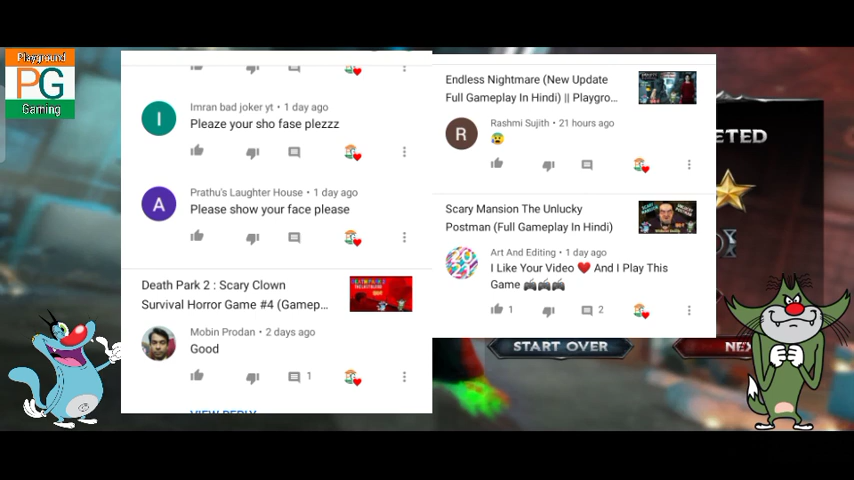 Playground
PG
Gaming
I
Imran bad joker yt • 1 day ago
Pleaze your sho fase plezzz
A
Prathu's Laughter House • 1 day ago
Please show your face please
Death Park 2 : Scary Clown
Survival Horror Game #4 (Gamep...
Mobin Prodan • 2 days ago
Good
1
VIEW REPLY
Endless Nightmare (New Update
Full Gameplay In Hindi) || Playgro...
R
Rashmi Sujith • 21 hours ago
😰
Scary Mansion The Unlucky
Postman (Full Gameplay In Hindi)
Art And Editing • 1 day ago
I Like Your Video ❤️ And I Play This
Game 🎮🎮🎮
1
2
ETED
START OVER
NEX